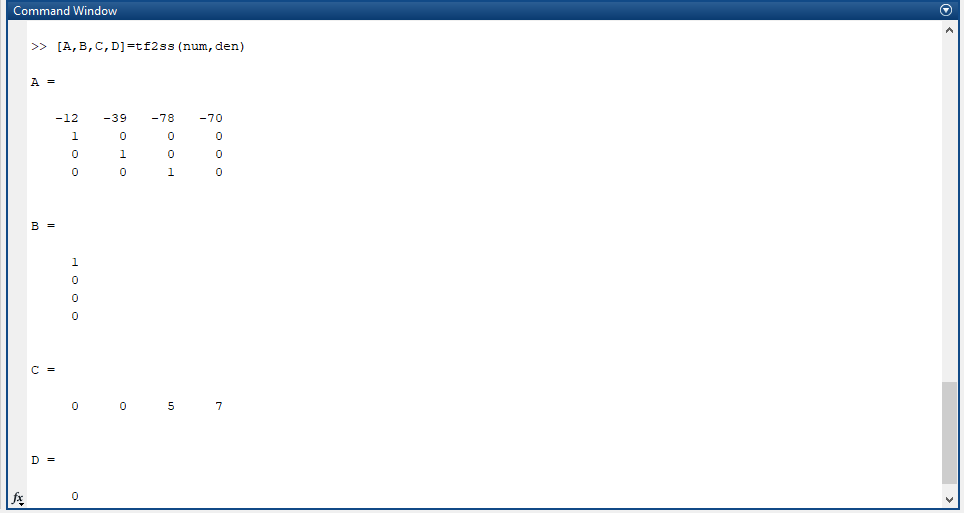 Command Window
>> [A,B,C,D]=tf2ss(num,den)
A =
-12 -39 -78 -70
1 0 0 0
0 1 0 0
0 0 1 0
B =
1
0
0
0
C =
0 0 5 7
D =
0
fx